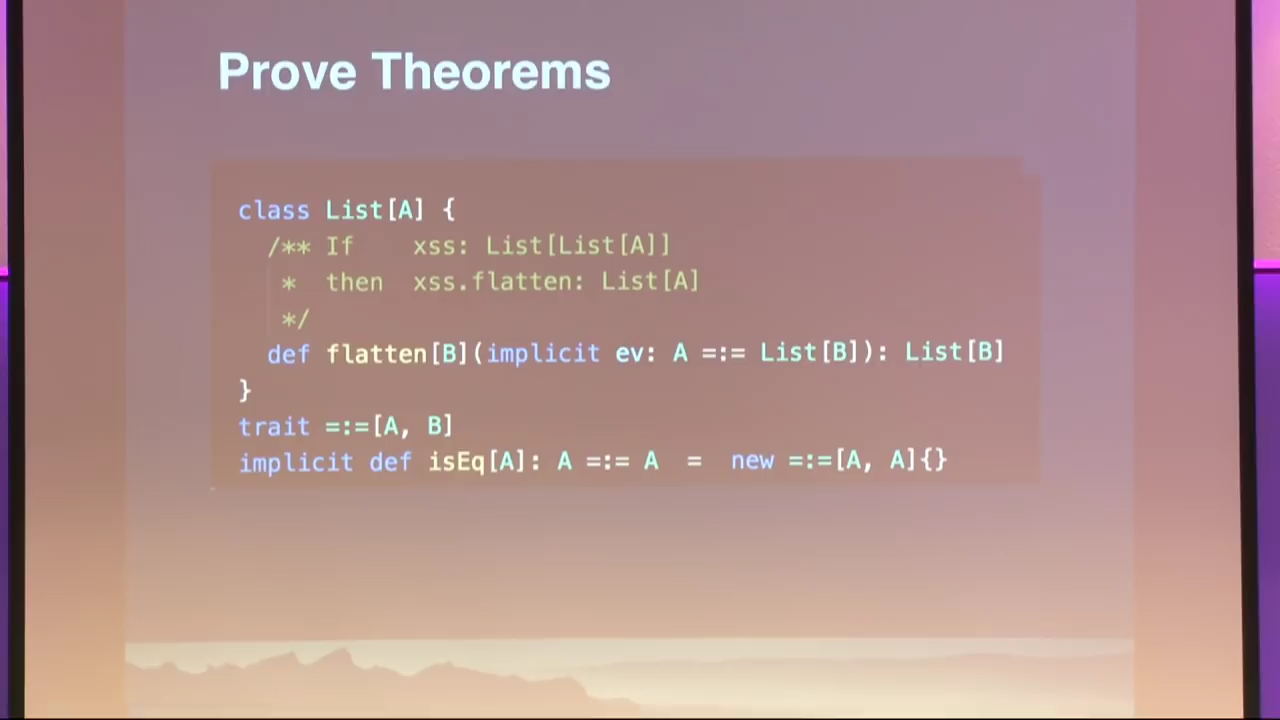 Prove Theorems
class List[A] {
/** If xss: List[List[A]]
* then xss.flatten: List[A]
*/
def flatten[B](implicit ev: A =:= List[B]): List[B]
}
trait =:=[A, B]
implicit def isEq[A]: A =:= A = new =:=[A, A]{}